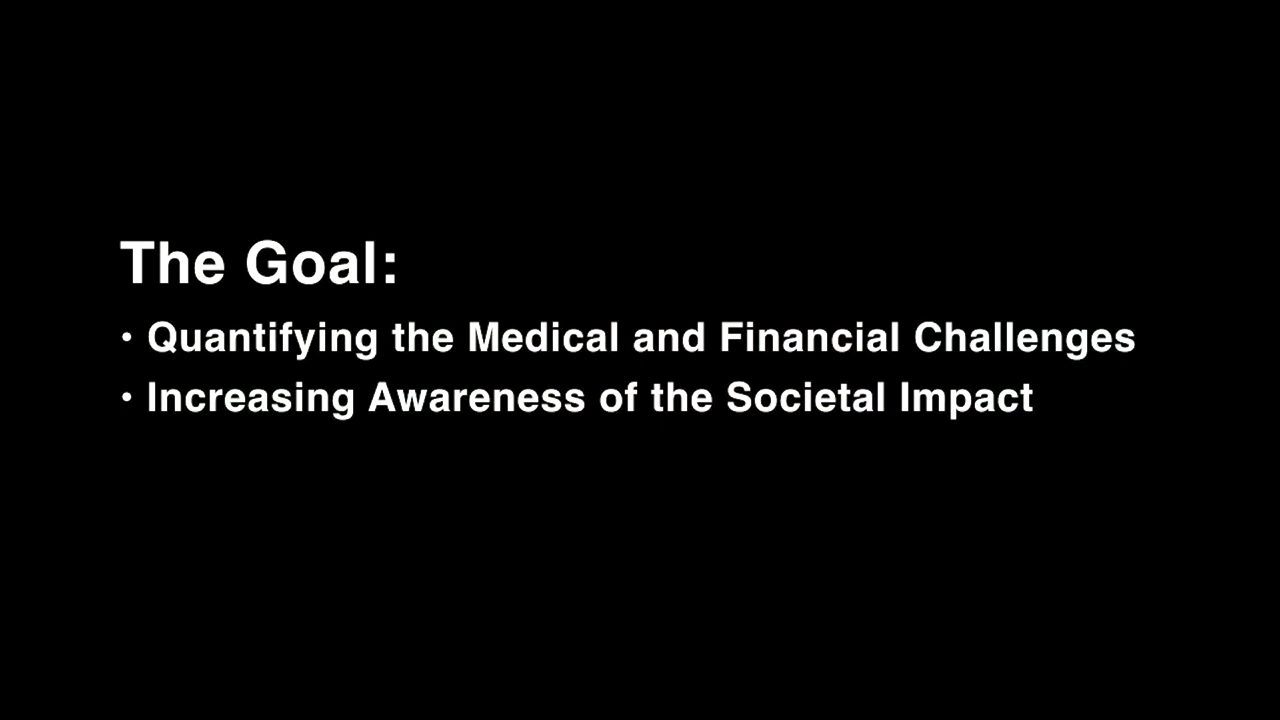 The Goal:
• Quantifying the Medical and Financial Challenges
• Increasing Awareness of the Societal Impact